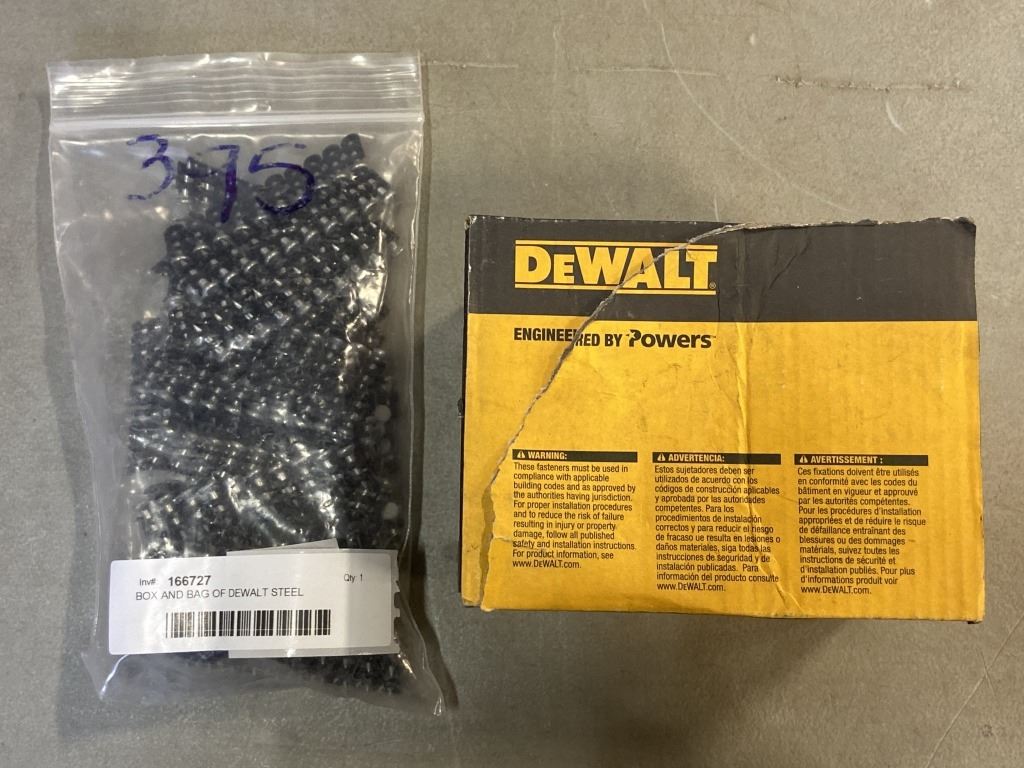 3-75
Inv#: 166727 Qty 1
BOX AND BAG OF DEWALT STEEL
DEWALT
ENGINEERED BY Powers
WARNING:
These fasteners must be used in
compliance with applicable
building codes and as approved by
the authorities having jurisdiction.
For proper installation procedures
and to reduce the risk of failure
resulting in injury or property
damage, follow all published
safety and installation instructions.
For product information, see
www.DEWALT.com.
ADVERTENCIA:
Estos sujetadores deben ser
utilizados de acuerdo con los
códigos de construcción aplicables
y aprobada por las autoridades
competentes. Para los
procedimientos de instalación
correctos y para reducir el riesgo
de fracaso ue resulta en lesiones o
daños materiales, siga todas las
instrucciones de seguridad y de
instalación publicadas. Para
información del producto consulte
www.DEWALT.com.
AVERTISSEMENT :
Ces fixations doivent être utilisés
en conformité avec les codes du
bâtiment en vigueur et approuvé
par les autorités compétentes.
Pour les procédures d'installation
appropriées et de réduire le risque
de défaillance entraînant des
blessures ou des dommages
matériels, suivez toutes les
instructions de sécurité et
d'installation publiés. Pour plus
d'informations produit voir
www.DEWALT.com.